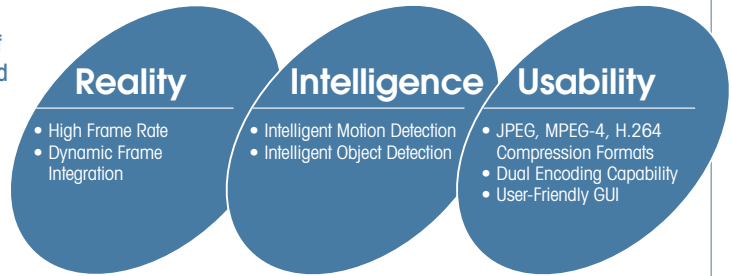 Reality
• High Frame Rate
• Dynamic Frame
Integration
Intelligence
• Intelligent Motion Detection
• Intelligent Object Detection
Usability
• JPEG, MPEG-4, H.264
Compression Formats
• Dual Encoding Capability
• User-Friendly GUI